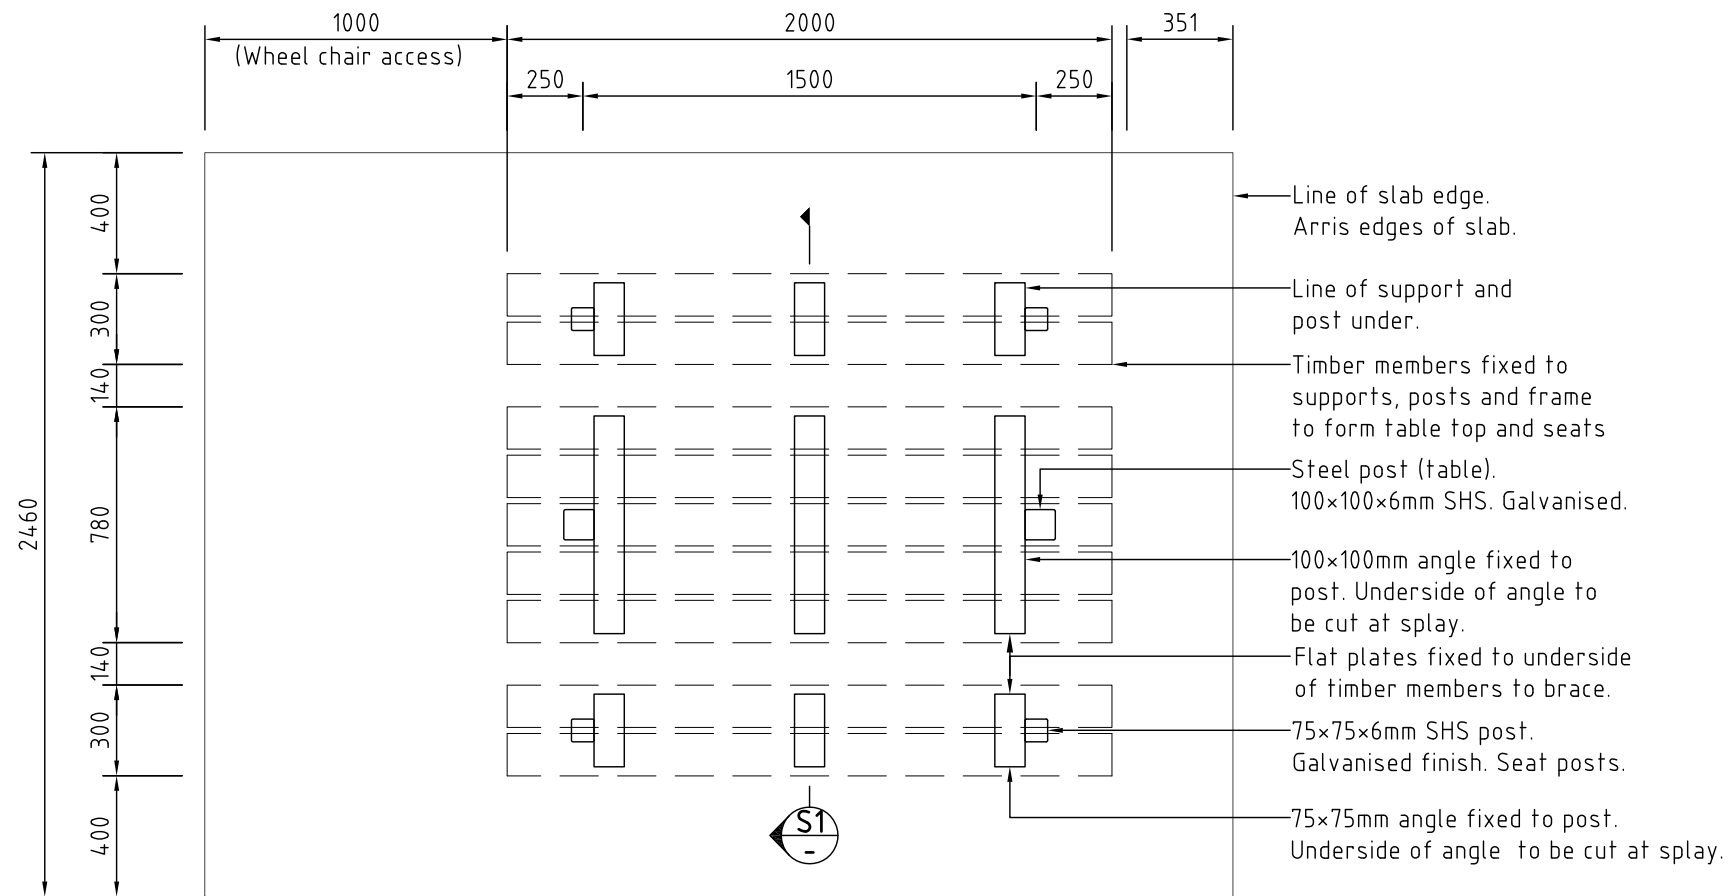 1000
2000
351
(Wheel chair access)
250
1500
250
400
300
140
780
140
300
400
2460
Line of slab edge.
Arris edges of slab.
Line of support and
post under.
Timber members fixed to
supports, posts and frame
to form table top and seats
Steel post (table).
100×100×6mm SHS. Galvanised.
100×100mm angle fixed to
post. Underside of angle to
be cut at splay.
Flat plates fixed to underside
of timber members to brace.
75×75×6mm SHS post.
Galvanised finish. Seat posts.
75×75mm angle fixed to post.
Underside of angle to be cut at splay.
S1
-